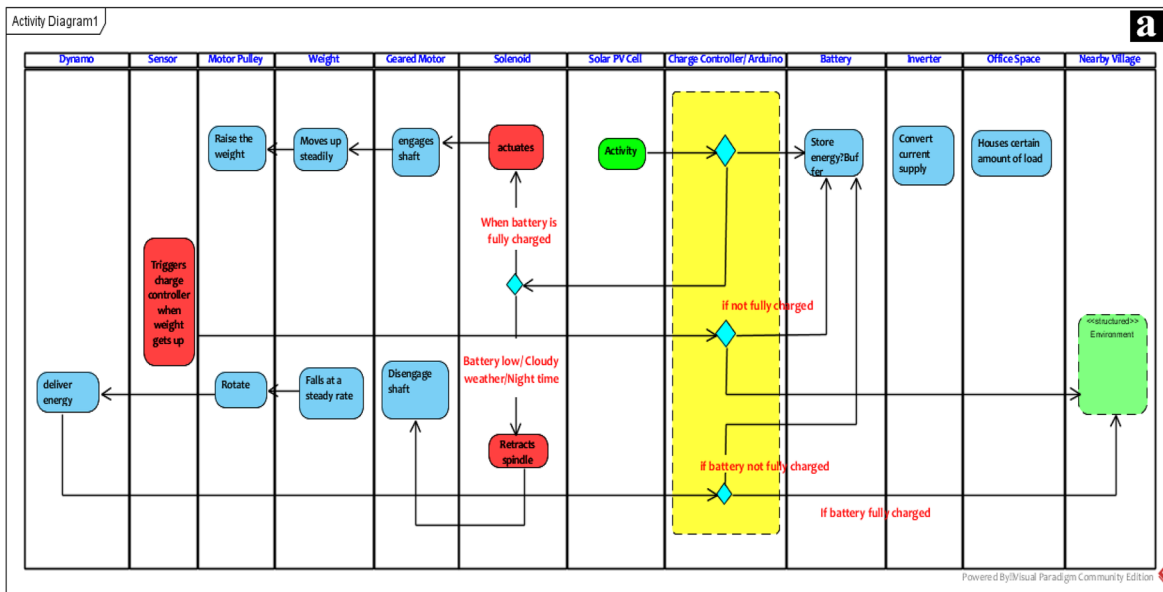 Activity Diagram1
a
Dynamo
Sensor
Motor Pulley
Weight
Geared Motor
Solenoid
Solar PV Cell
Charge Controller/ Arduino
Battery
Inverter
Office Space
Nearby Village
Raise the
weight
Moves up
steadily
engages
shaft
actuates
Activity
Store
energy?Buf
fer
Convert
current
supply
Houses certain
amount of load
When battery is
fully charged
Triggers
charge
controller
when
weight
gets up
if not fully charged
<<structured>>
Environment
Battery low/ Cloudy
weather/Night time
deliver
energy
Rotate
Falls at a
steady rate
Disengage
shaft
Retracts
spindle
if battery not fully charged
If battery fully charged
Powered By Visual Paradigm Community Edition